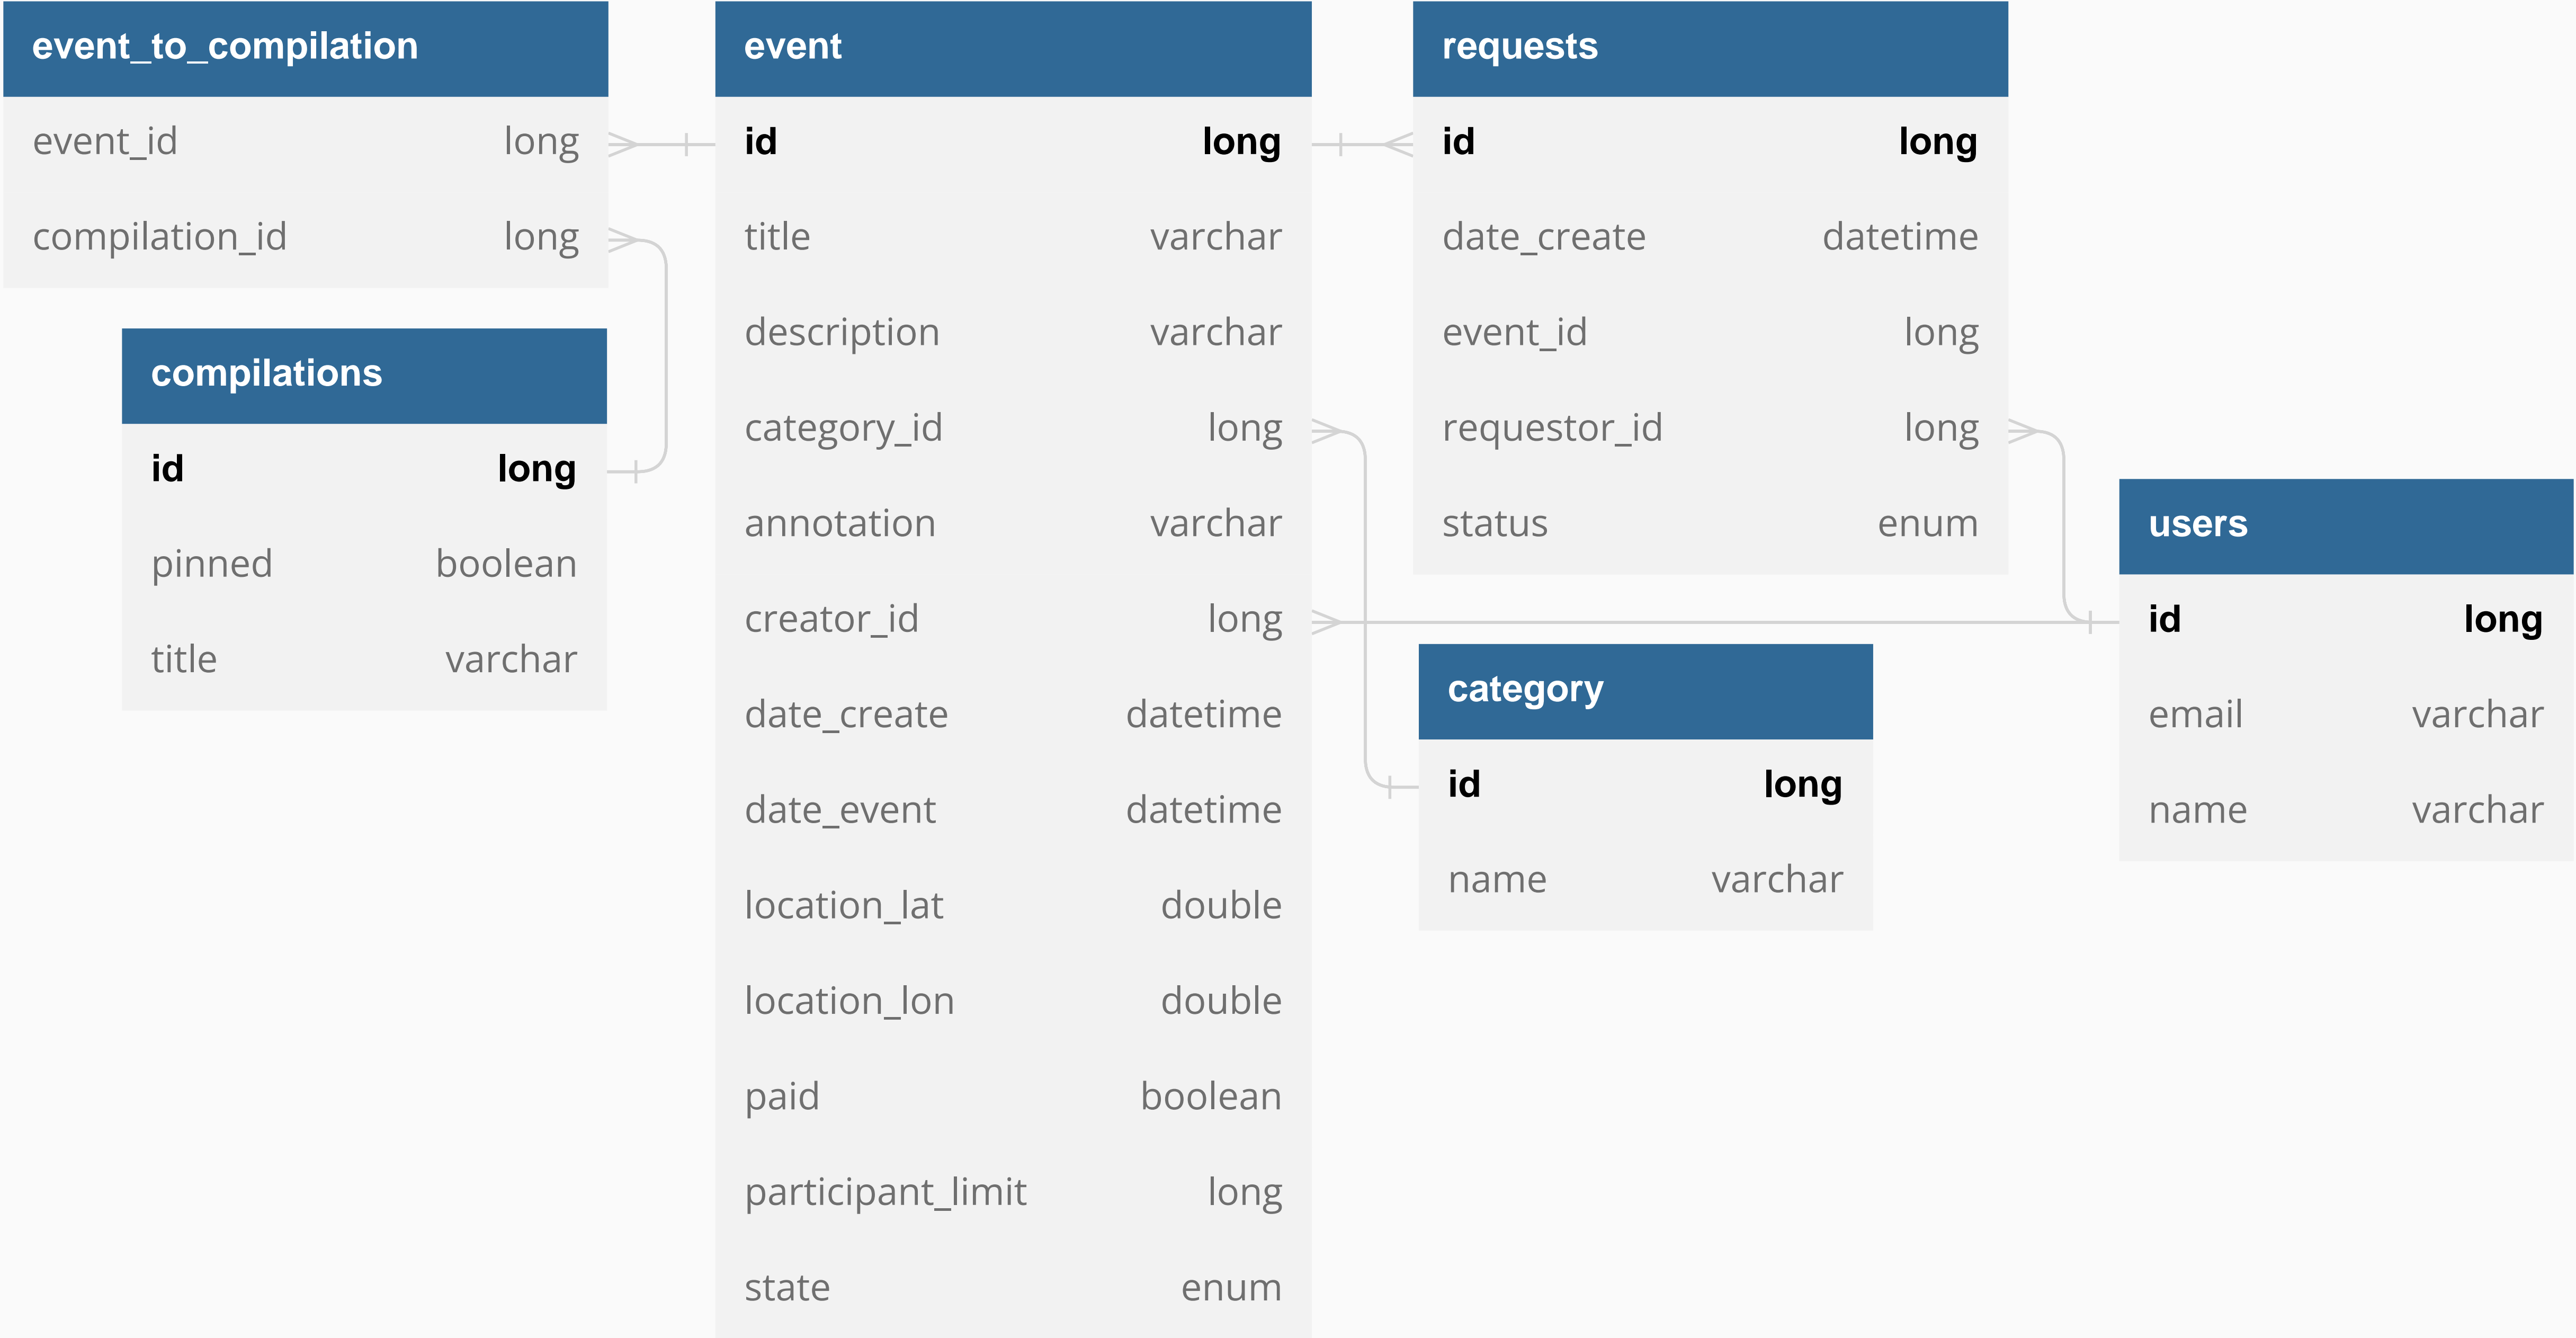 event_to_compilation
event_id long
compilation_id long
compilations
id long
pinned boolean
title varchar
event
id long
title varchar
description varchar
category_id long
annotation varchar
creator_id long
date_create datetime
date_event datetime
location_lat double
location_lon double
paid boolean
participant_limit long
state enum
requests
id long
date_create datetime
event_id long
requestor_id long
status enum
category
id long
name varchar
users
id long
email varchar
name varchar